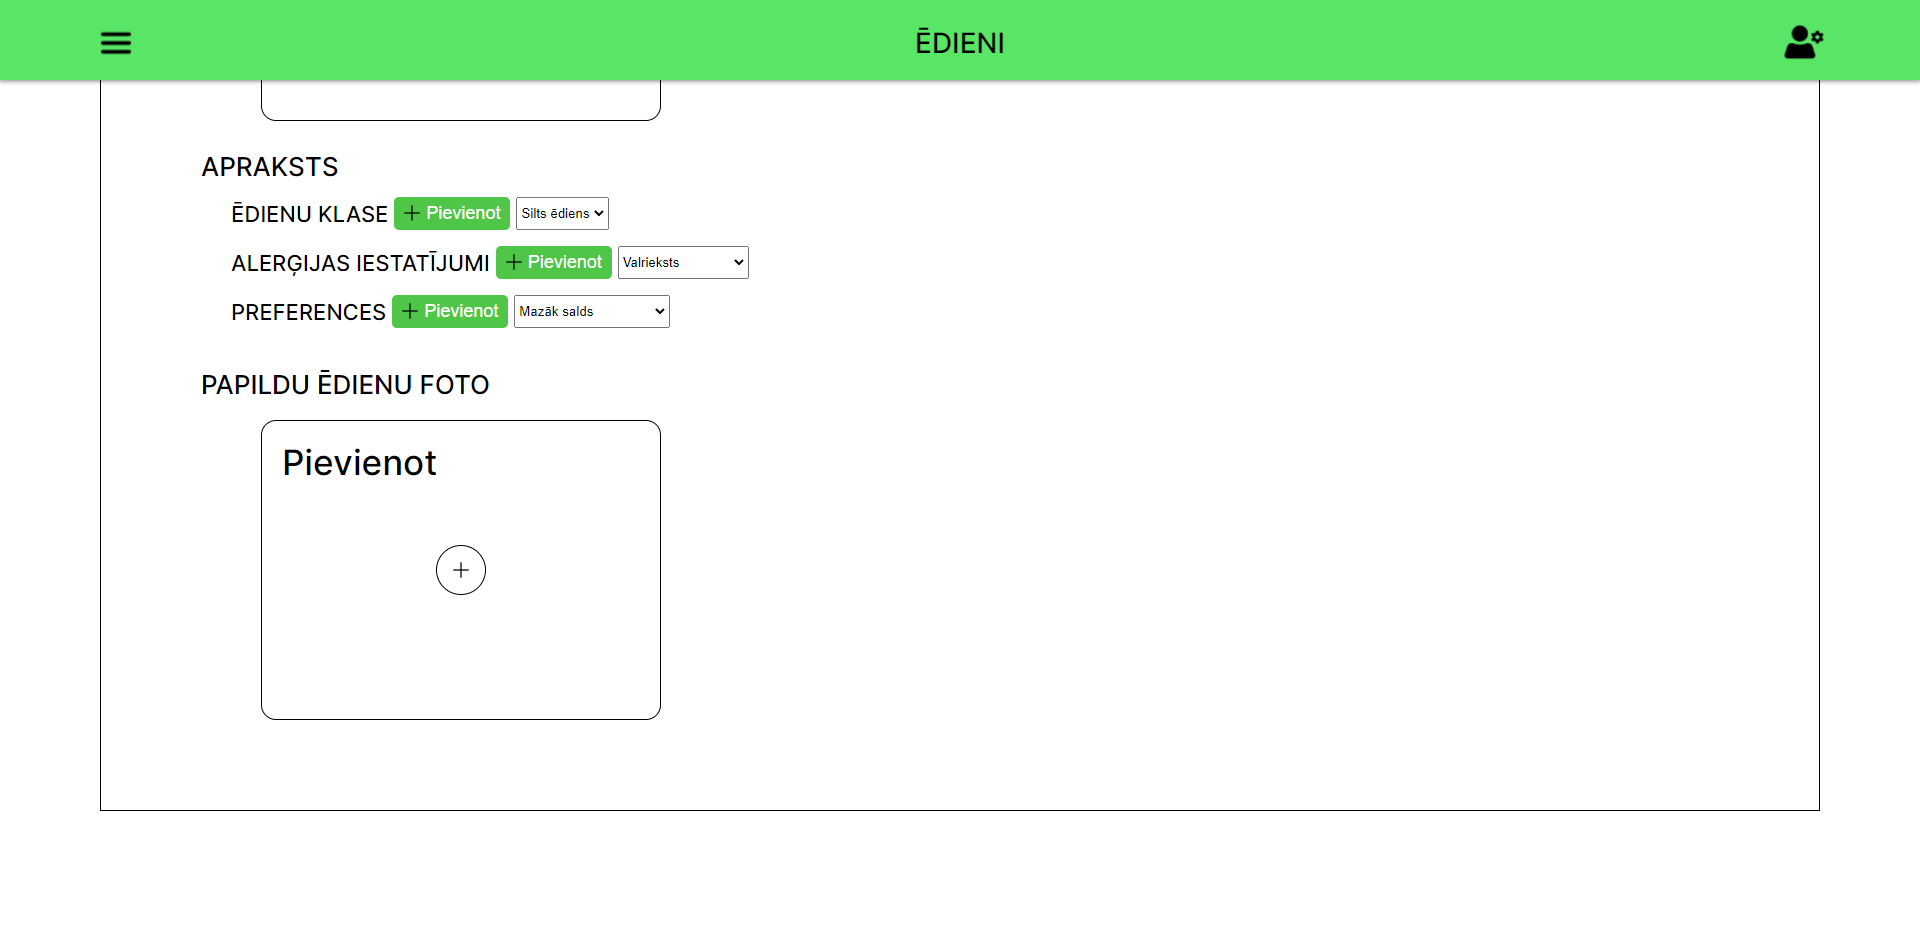 ĒDIENI
APRAKSTS
ĒDIENU KLASE + Pievienot Silts ēdiens
ALERĢIJAS IESTATĪJUMI + Pievienot Valrieksts
PREFERENCES + Pievienot Mazāk salds
PAPILDU ĒDIENU FOTO
Pievienot
+